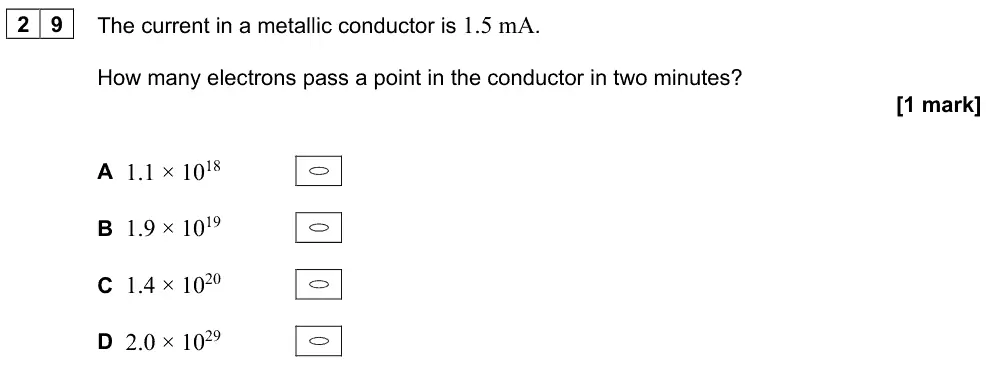 2 9 The current in a metallic conductor is 1.5 mA.
How many electrons pass a point in the conductor in two minutes?
[1 mark]
A 1.1 × 10¹⁸
B 1.9 × 10¹⁹
C 1.4 × 10²⁰
D 2.0 × 10²⁹